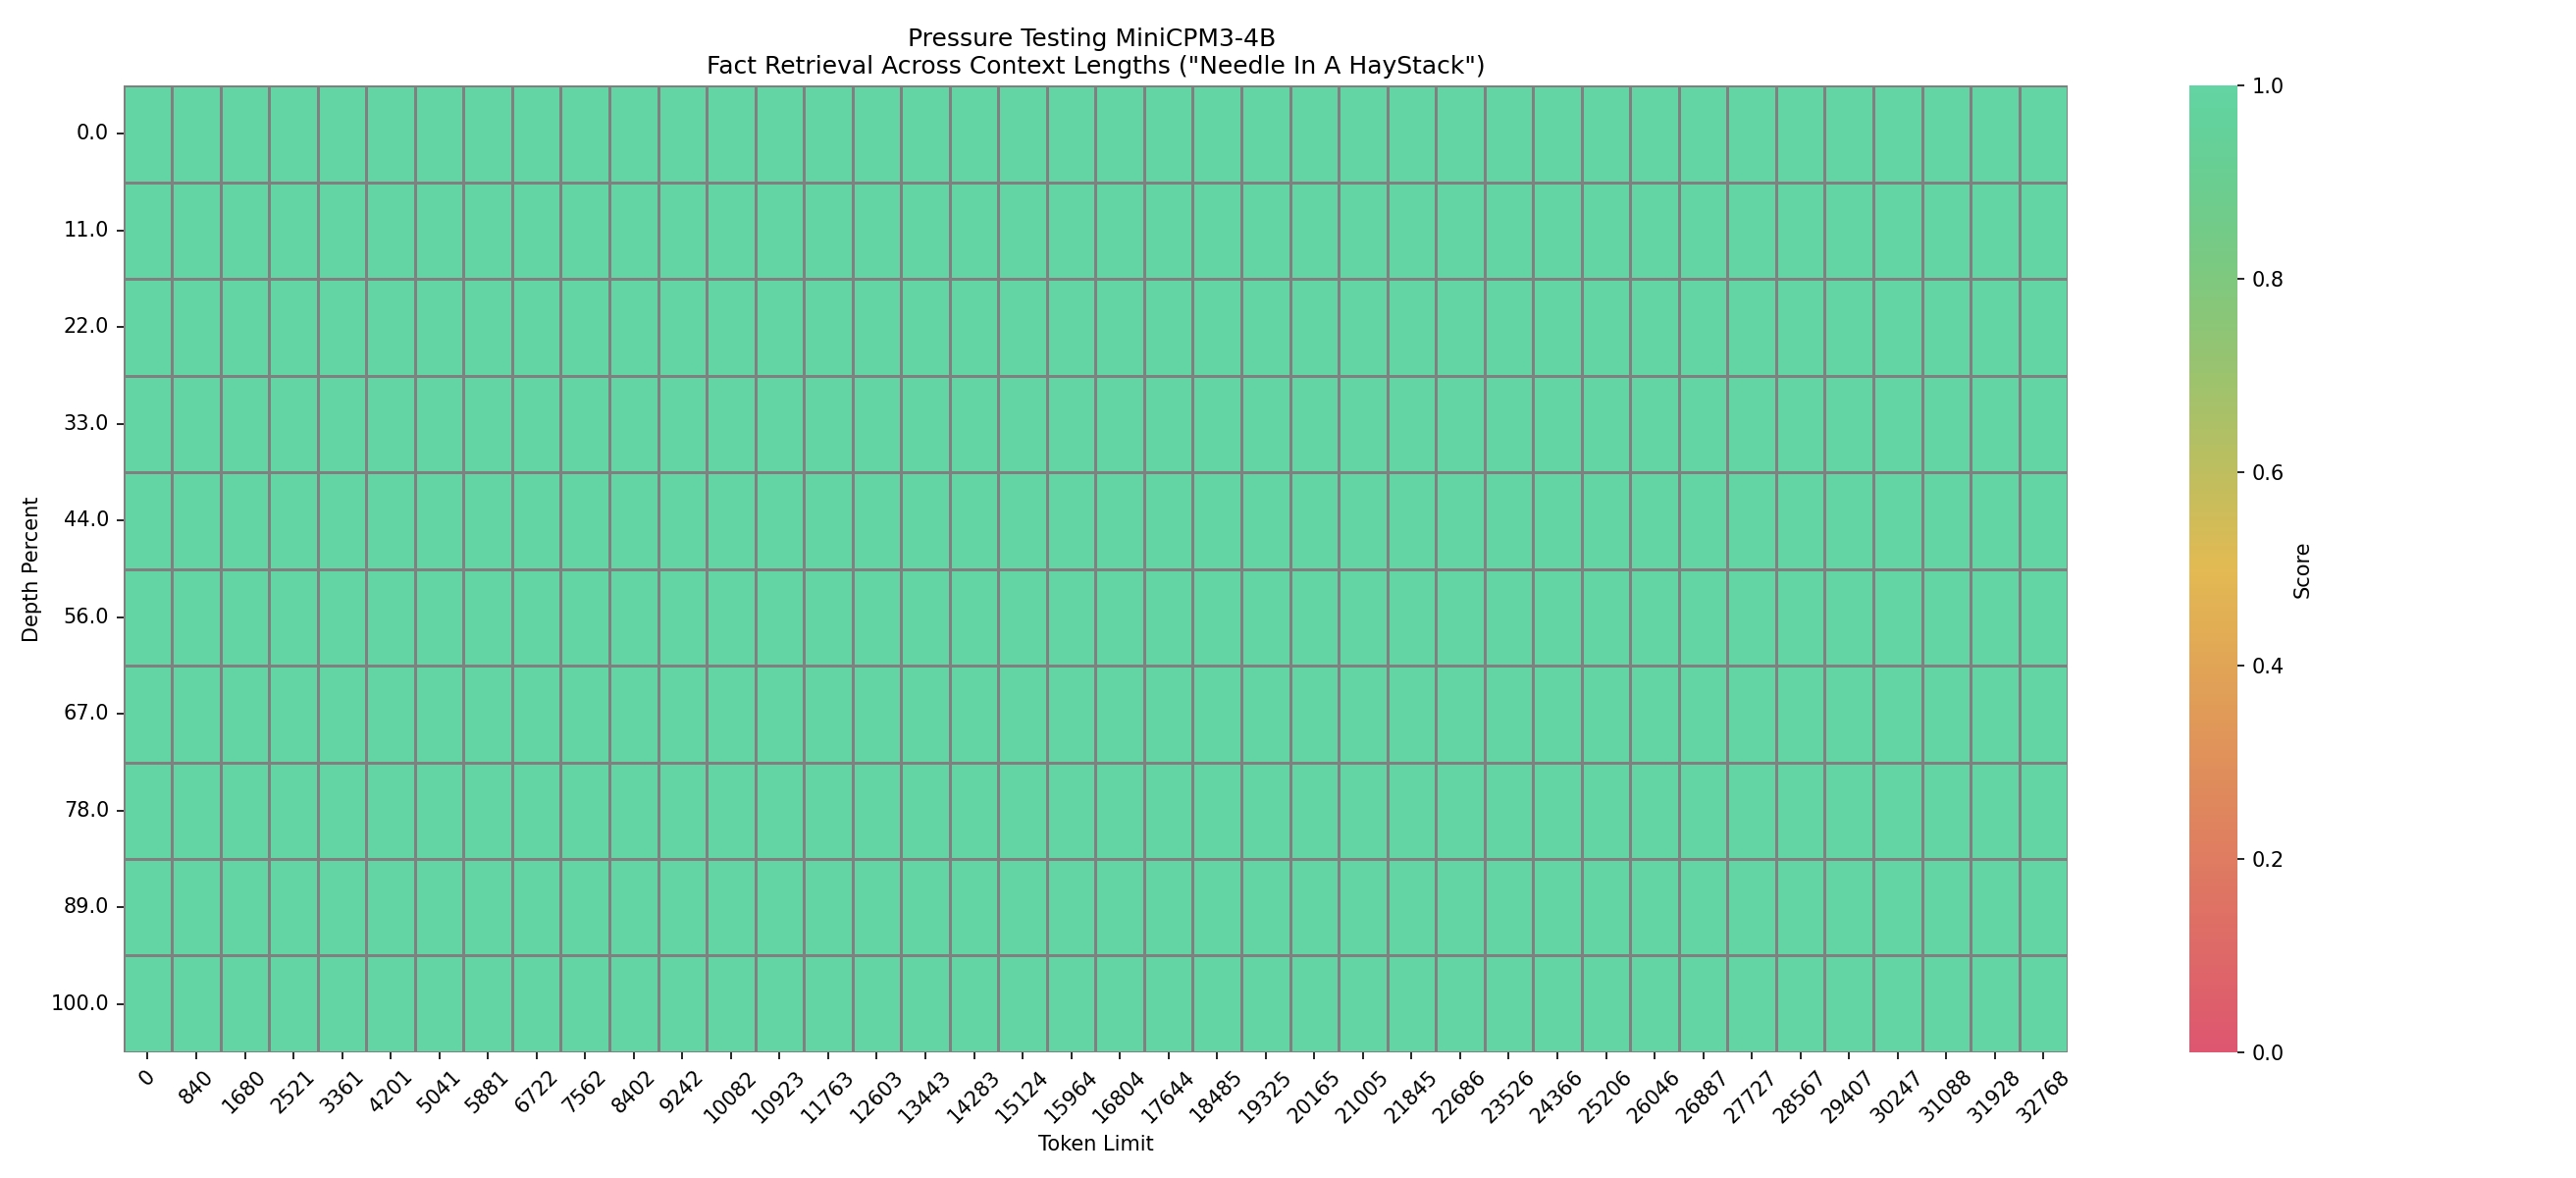 Pressure Testing MiniCPM3-4B
Fact Retrieval Across Context Lengths ("Needle In A HayStack")
Depth Percent
0.0
11.0
22.0
33.0
44.0
56.0
67.0
78.0
89.0
100.0
0 840 1680 2521 3361 4201 5041 5881 6722 7562 8402 9242 10082 10923 11763 12603 13443 14283 15124 15964 16804 17644 18485 19325 20165 21005 21845 22686 23526 24366 25206 26046 26887 27727 28567 29407 30247 31088 31928 32768
Token Limit
1.0
0.8
0.6
0.4
0.2
0.0
Score